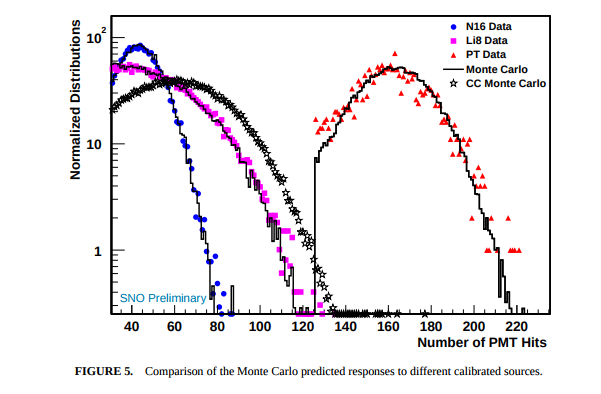 Normalized Distributions
10²
10
1
N16 Data
Li8 Data
PT Data
Monte Carlo
CC Monte Carlo
SNO Preliminary
40 60 80 100 120 140 160 180 200 220
Number of PMT Hits
FIGURE 5. Comparison of the Monte Carlo predicted responses to different calibrated sources.